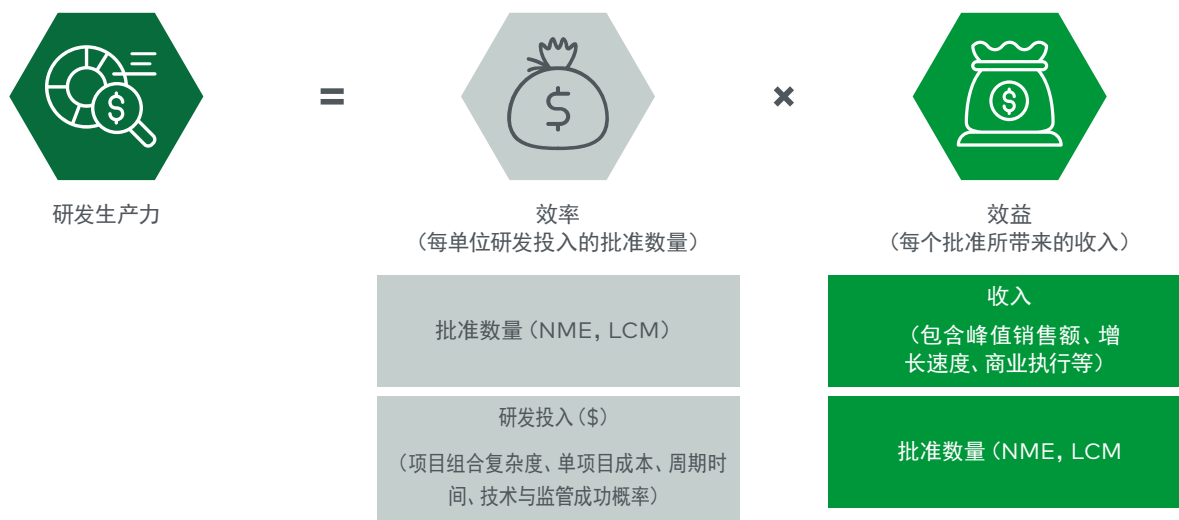 $
=
$
×
$
研发生产力
效率
（每单位研发投入的批准数量）
效益
（每个批准所带来的收入）
批准数量（NME, LCM）
收入
（包含峰值销售额、增
长速度、商业执行等）
研发投入（$）
（项目组合复杂度、单项目成本、周期时
间、技术与监管成功概率）
批准数量（NME, LCM